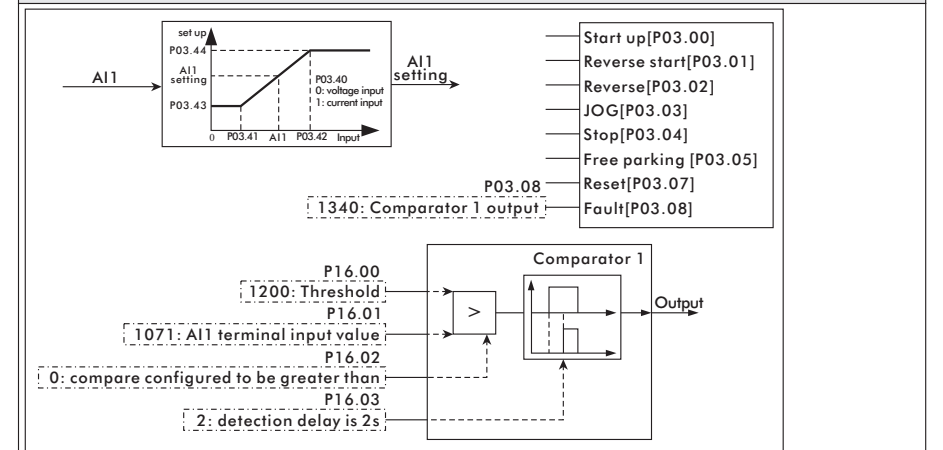 set up
P03.44
AI1
setting
P03.43
P03.40
0: voltage input
1: current input
0 P03.41 AI1 P03.42 Input
AI1
AI1
setting
Start up[P03.00]
Reverse start[P03.01]
Reverse[P03.02]
JOG[P03.03]
Stop[P03.04]
Free parking [P03.05]
Reset[P03.07]
Fault[P03.08]
P03.08
1340: Comparator 1 output
Comparator 1
P16.00
1200: Threshold
P16.01
1071: AI1 terminal input value
P16.02
0: compare configured to be greater than
P16.03
2: detection delay is 2s
>
Output